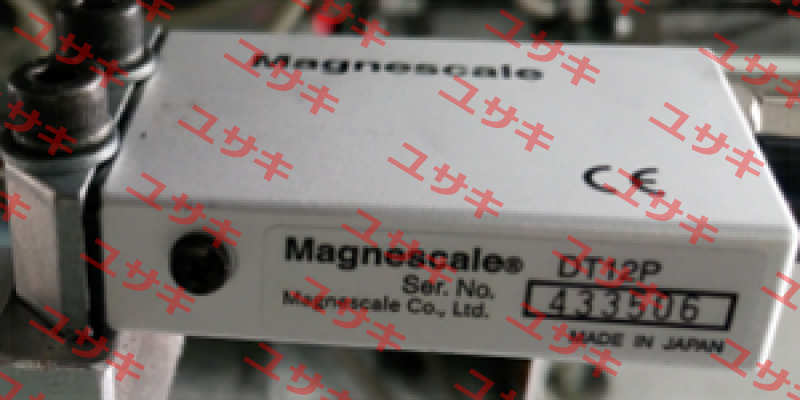 Magnescale
CE
Magnescale® DT12P
Ser. No. 433506
Magnescale Co., Ltd.
MADE IN JAPAN
ユサキ